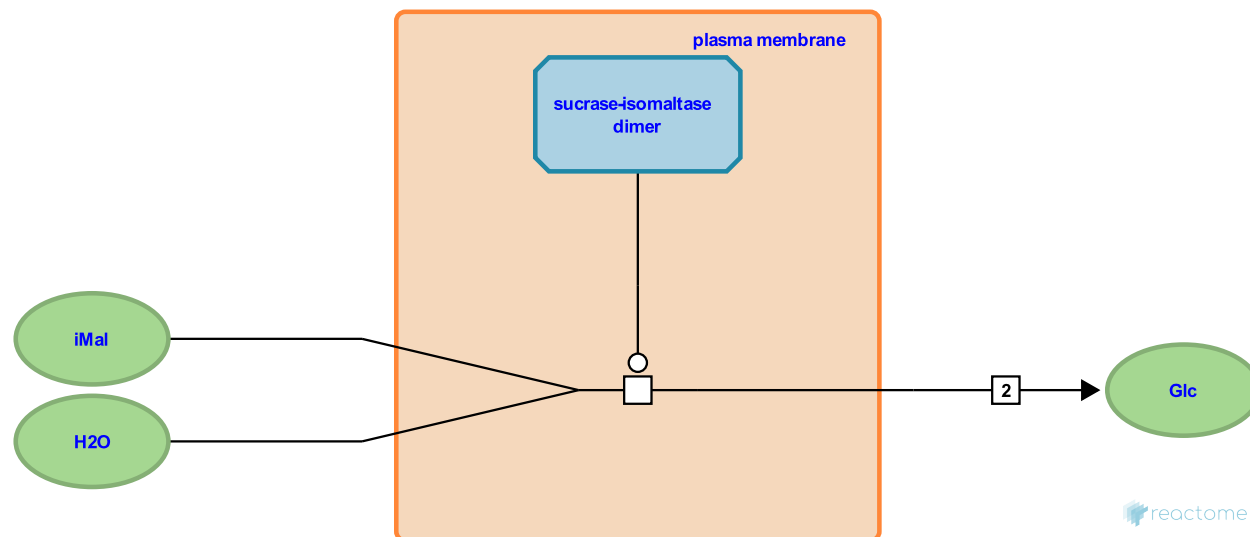 plasma membrane
sucrase-isomaltase
dimer
iMal
H2O
2
Glc
reactome